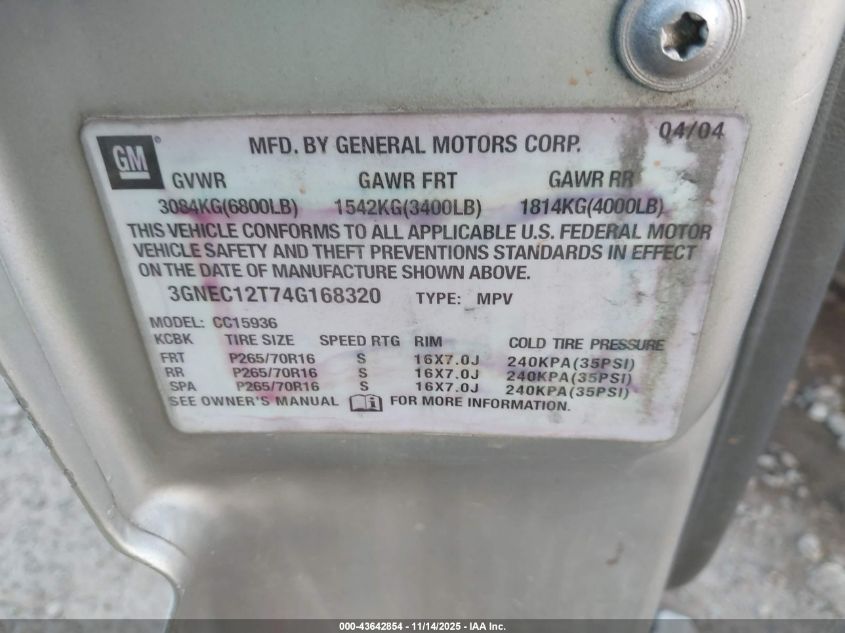 GM
MFD. BY GENERAL MOTORS CORP. 04/04
GVWR GAWR FRT GAWR RR
3084KG(6800LB) 1542KG(3400LB) 1814KG(4000LB)
THIS VEHICLE CONFORMS TO ALL APPLICABLE U.S. FEDERAL MOTOR
VEHICLE SAFETY AND THEFT PREVENTIONS STANDARDS IN EFFECT
ON THE DATE OF MANUFACTURE SHOWN ABOVE.
3GNEC12T74G168320 TYPE: MPV
MODEL: CC15936
KCBK TIRE SIZE SPEED RTG RIM COLD TIRE PRESSURE
FRT P265/70R16 S 16X7.0J 240KPA(35PSI)
RR P265/70R16 S 16X7.0J 240KPA(35PSI)
SPA P265/70R16 S 16X7.0J 240KPA(35PSI)
SEE OWNER'S MANUAL FOR MORE INFORMATION.
000-43642854 - 11/14/2025 - IAA Inc.